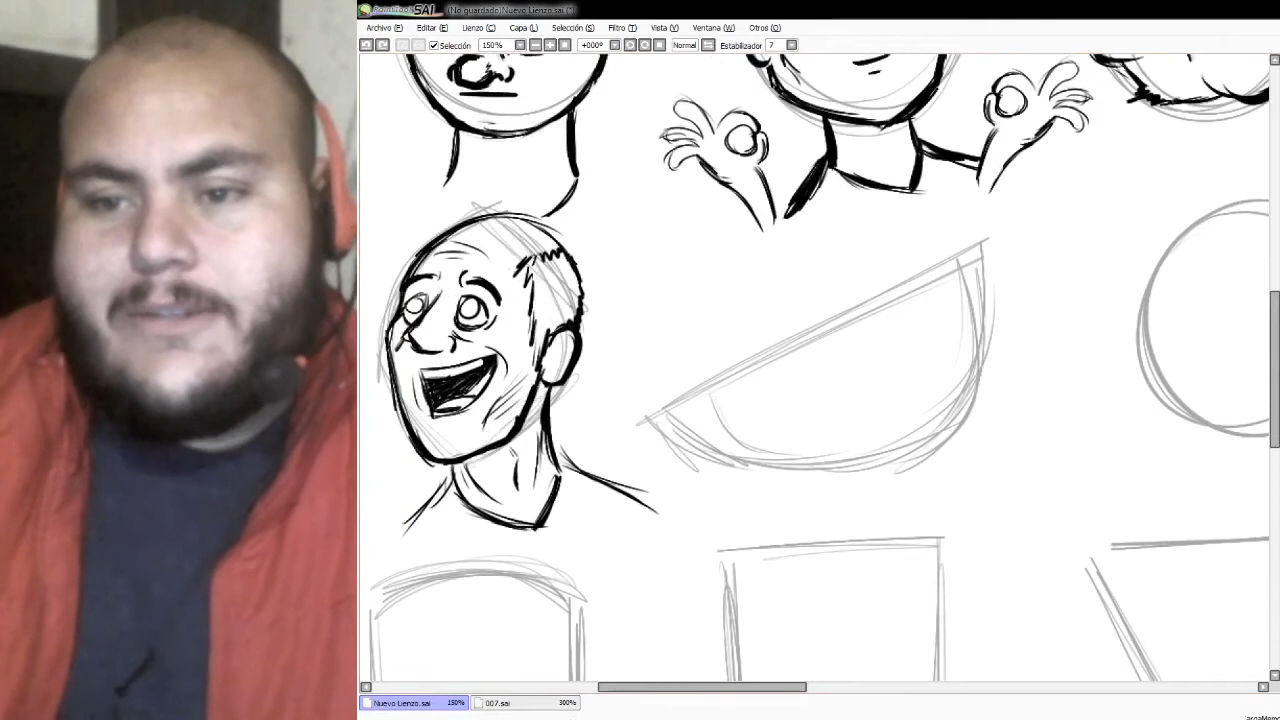 PaintTool SAI (No guardado)Nuevo Lienzo.sai (*)
Archivo (F) Editar (E) Lienzo (C) Capa (L) Selección (S) Filtro (T) Vista (V) Ventana (W) Otros (O)
Selección 150% +000° Normal Estabilizador 7
Nuevo Lienzo.sai 150% 007.sai 300%